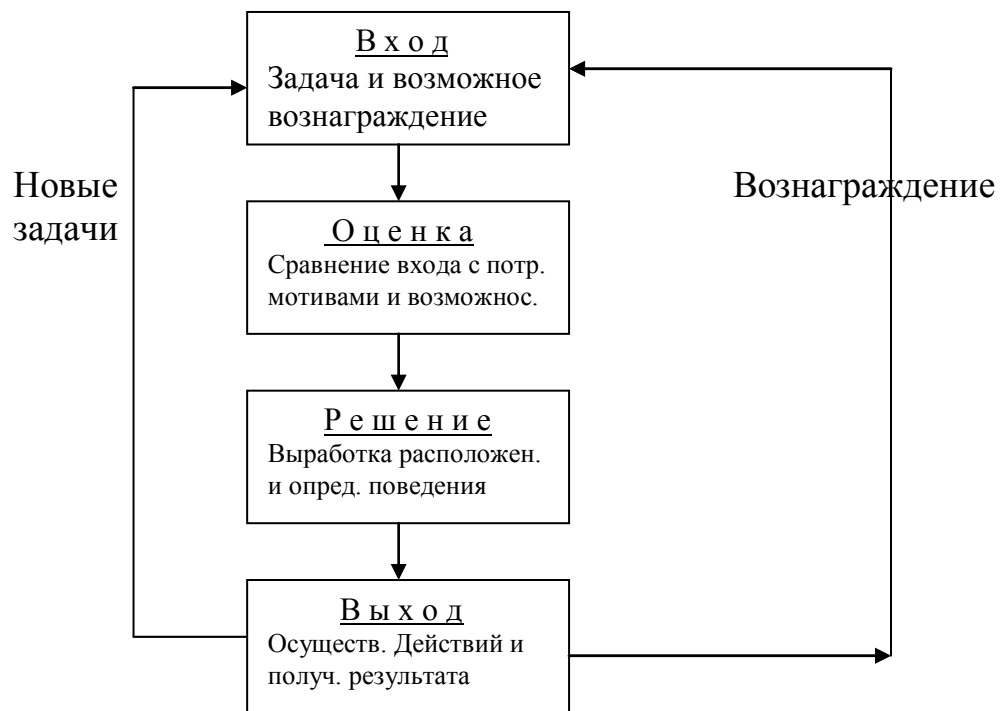 В х о д
Задача и возможное
вознаграждение
Новые
задачи
Вознаграждение
О ц е н к а
Сравнение входа с потр.
мотивами и возможнос.
Р е ш е н и е
Выработка расположен.
и опред. поведения
В ы х о д
Осуществ. Действий и
получ. результата